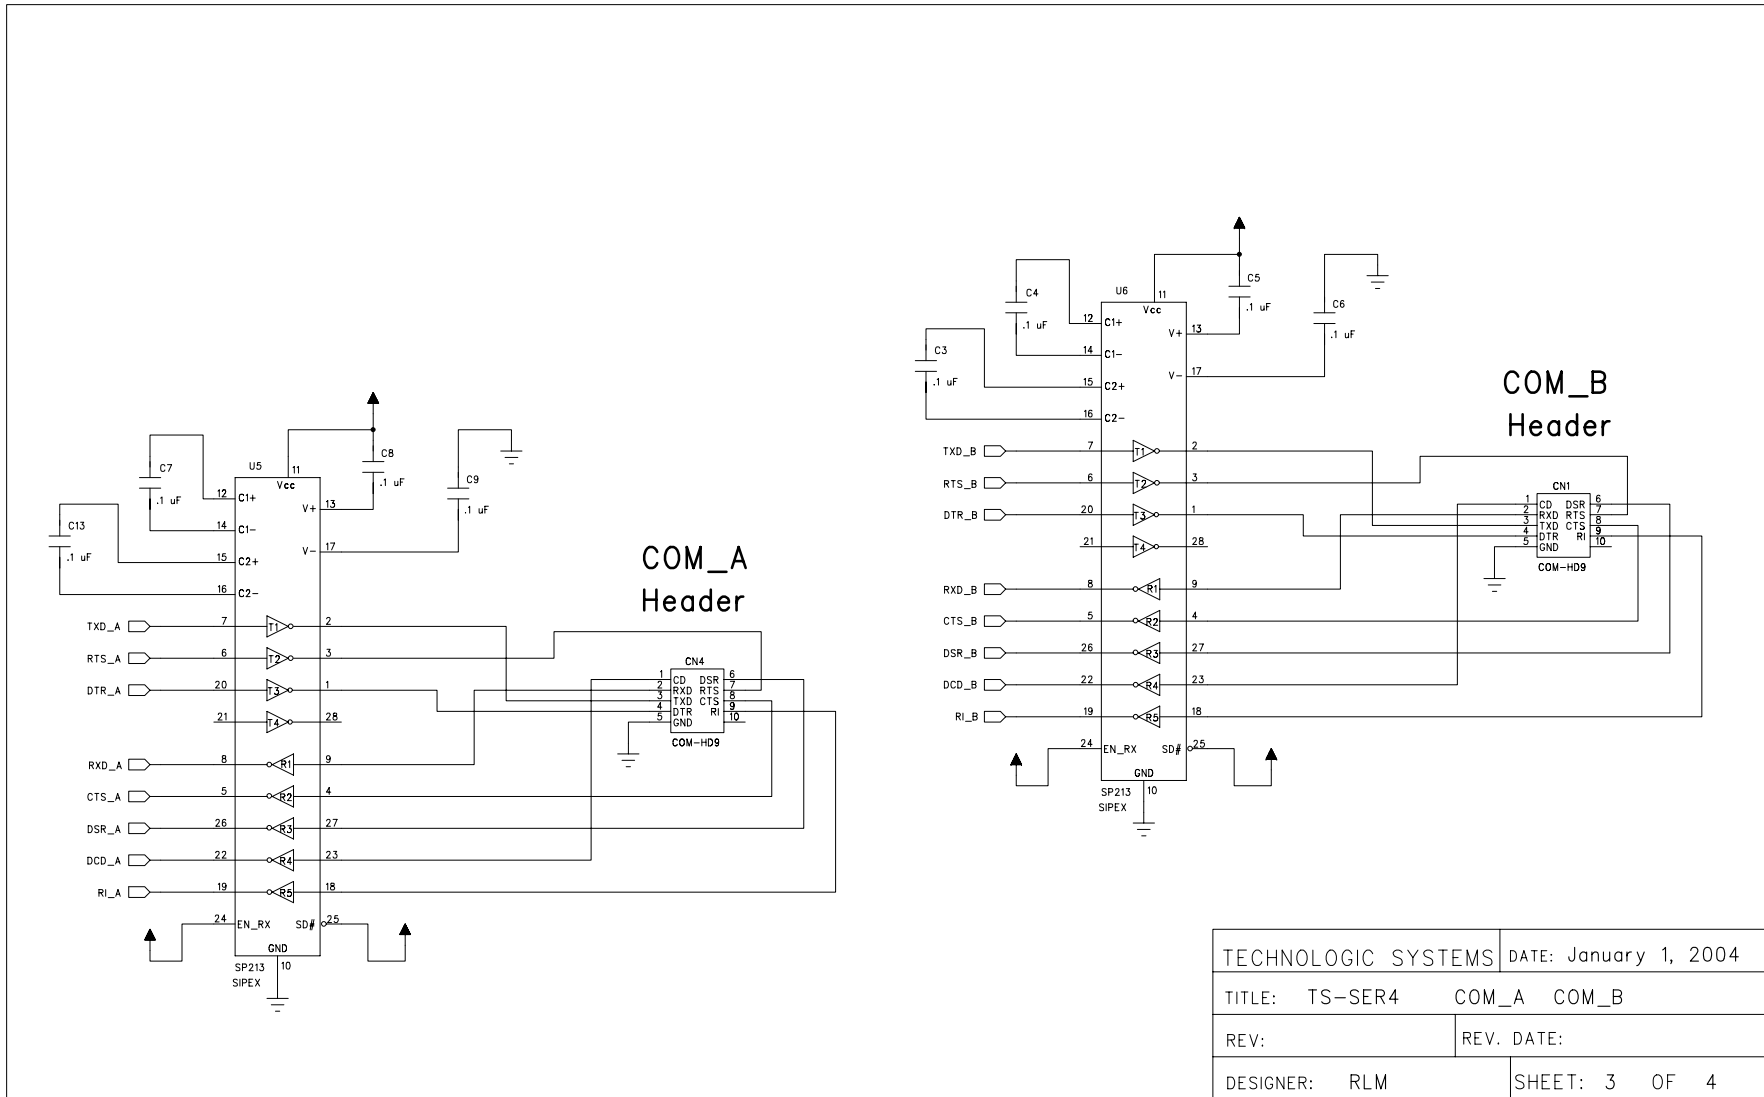 COM_A
Header
U5
11
Vcc
C7
.1 uF
C8
.1 uF
C9
.1 uF
C13
.1 uF
12 C1+
V+ 13
14 C1-
V- 17
15 C2+
16 C2-
TXD_A 7 T1 2
RTS_A 6 T2 3
DTR_A 20 T3 1
21 T4 28
RXD_A 8 R1 9
CTS_A 5 R2 4
DSR_A 26 R3 27
DCD_A 22 R4 23
RI_A 19 R5 18
24 EN_RX SD# 25
GND
10
SP213
SIPEX
CN4
1 CD DSR 6
2 RXD RTS 7
3 TXD CTS 8
4 DTR RI 9
5 GND 10
COM-HD9
COM_B
Header
U6
11
Vcc
C4
.1 uF
C5
.1 uF
C6
.1 uF
C3
.1 uF
12 C1+
V+ 13
14 C1-
V- 17
15 C2+
16 C2-
TXD_B 7 T1 2
RTS_B 6 T2 3
DTR_B 20 T3 1
21 T4 28
RXD_B 8 R1 9
CTS_B 5 R2 4
DSR_B 26 R3 27
DCD_B 22 R4 23
RI_B 19 R5 18
24 EN_RX SD# 25
GND
10
SP213
SIPEX
CN1
1 CD DSR 6
2 RXD RTS 7
3 TXD CTS 8
4 DTR RI 9
5 GND 10
COM-HD9
TECHNOLOGIC SYSTEMS DATE: January 1, 2004
TITLE: TS-SER4 COM_A COM_B
REV: REV. DATE:
DESIGNER: RLM SHEET: 3 OF 4